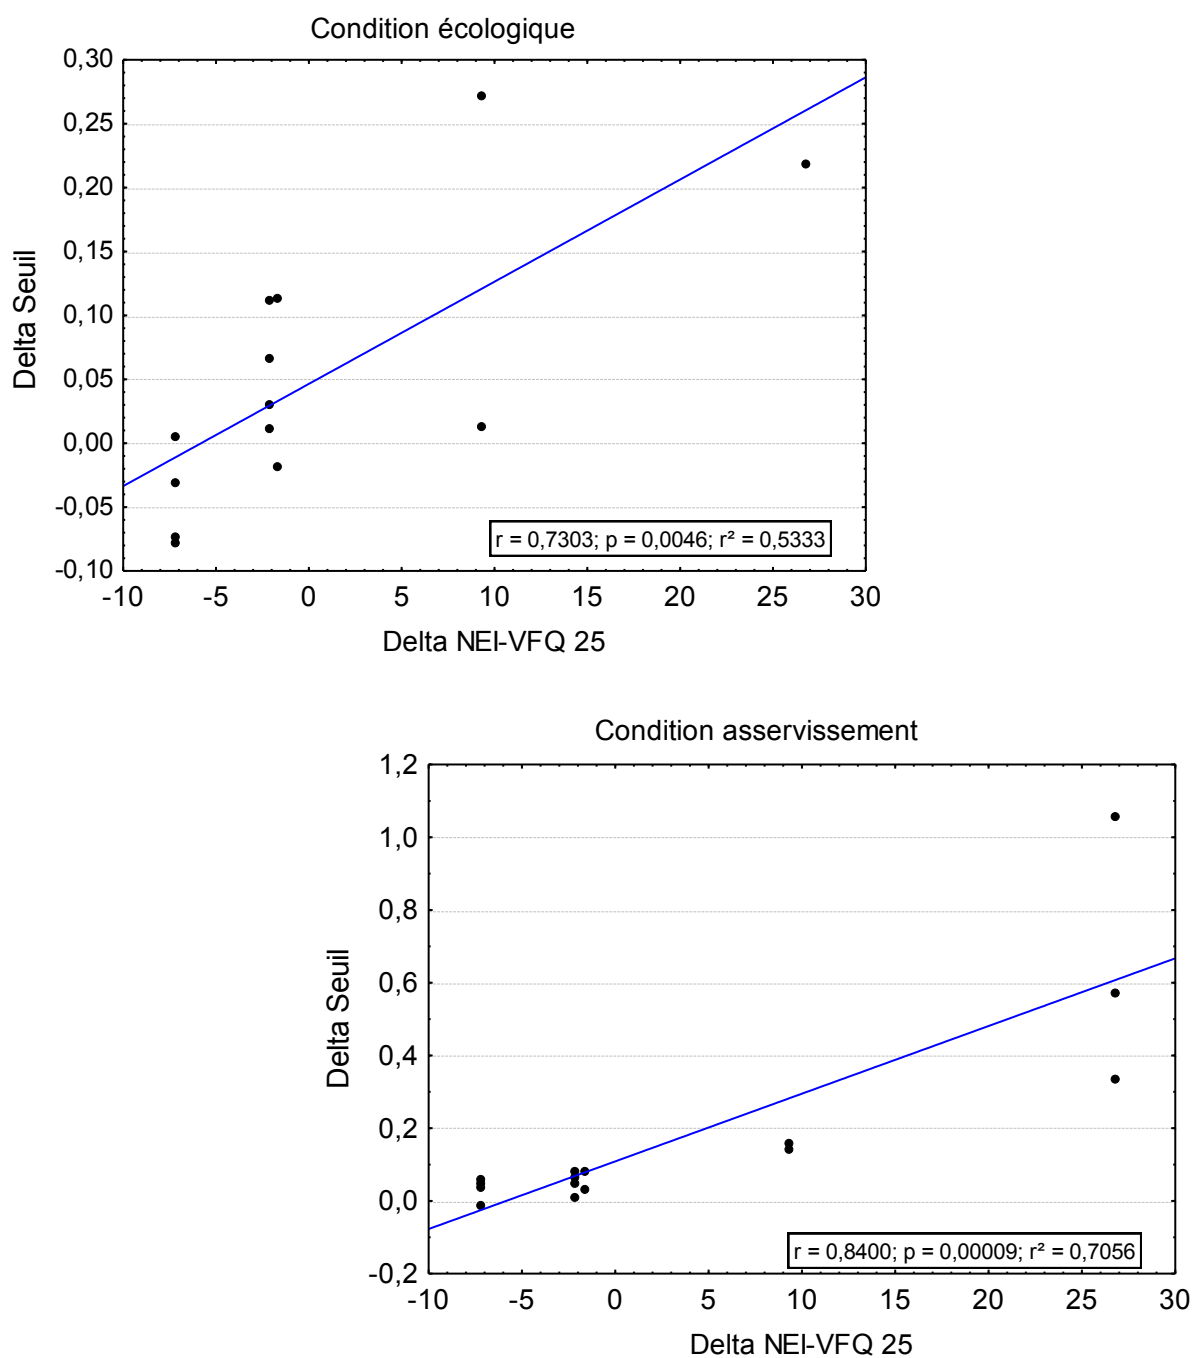 Condition écologique
0,30
0,25
0,20
0,15
0,10
0,05
0,00
-0,05
-0,10
Delta Seuil
-10 -5 0 5 10 15 20 25 30
Delta NEI-VFQ 25
r = 0,7303; p = 0,0046; r² = 0,5333
Condition asservissement
1,2
1,0
0,8
0,6
0,4
0,2
0,0
-0,2
Delta Seuil
-10 -5 0 5 10 15 20 25 30
Delta NEI-VFQ 25
r = 0,8400; p = 0,00009; r² = 0,7056